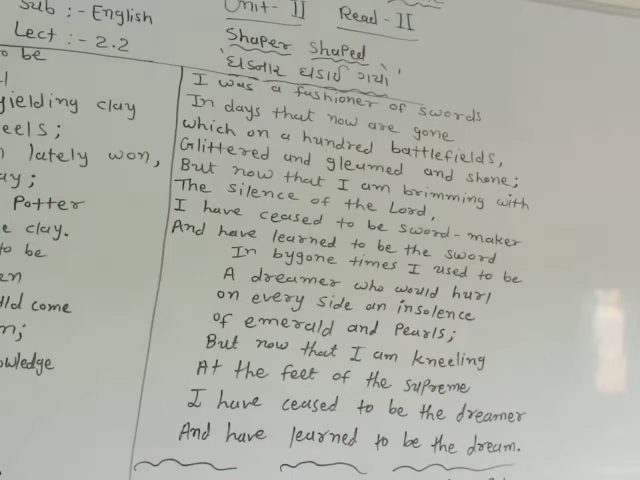 Sub :- English
Lect :- 2.2
Unit - II Read - II
Shaper Shaped
'ઘડનાર ઘડાઈ ગયો'
to be
yielding clay
eels;
lately won,
ay;
Potter
e clay.
to be
en
ld come
n;
owledge
I was a fashioner of swords
In days that now are gone
which on a hundred battlefields,
Glittered and gleamed and shone;
But now that I am brimming with
The silence of the Lord,
I have ceased to be sword-maker
And have learned to be the sword
In bygone times I used to be
A dreamer who would hurl
on every side an insolence
of emerald and Pearls;
But now that I am kneeling
At the feet of the supreme
I have ceased to be the dreamer
And have learned to be the dream.